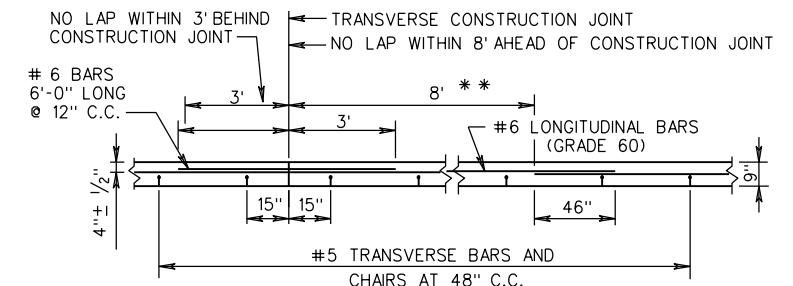 NO LAP WITHIN 3' BEHIND
CONSTRUCTION JOINT
TRANSVERSE CONSTRUCTION JOINT
NO LAP WITHIN 8' AHEAD OF CONSTRUCTION JOINT
# 6 BARS
6'-0" LONG
@ 12" C.C.
3'
8' **
3'
#6 LONGITUDINAL BARS
(GRADE 60)
4"± 1/2"
9"
15"
15"
46"
#5 TRANSVERSE BARS AND
CHAIRS AT 48" C.C.